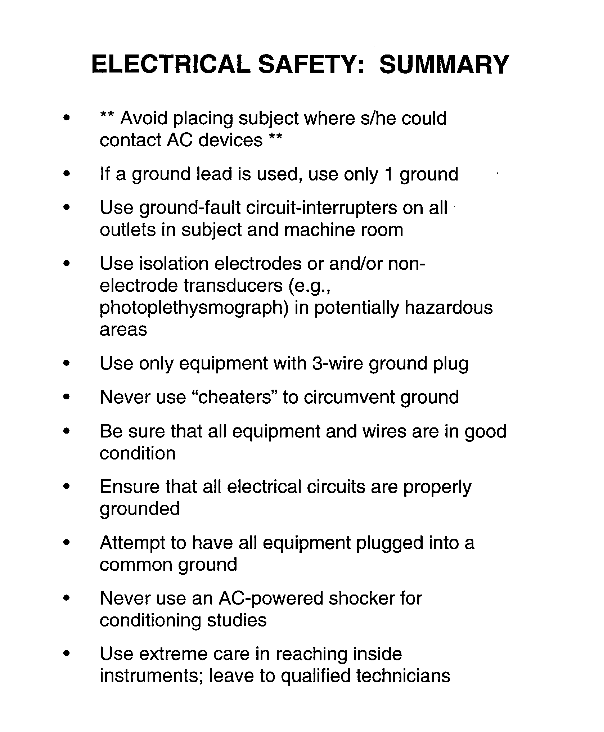 ELECTRICAL SAFETY: SUMMARY
• ** Avoid placing subject where s/he could
contact AC devices **
• If a ground lead is used, use only 1 ground
• Use ground-fault circuit-interrupters on all
outlets in subject and machine room
• Use isolation electrodes or and/or non-
electrode transducers (e.g.,
photoplethysmograph) in potentially hazardous
areas
• Use only equipment with 3-wire ground plug
• Never use “cheaters” to circumvent ground
• Be sure that all equipment and wires are in good
condition
• Ensure that all electrical circuits are properly
grounded
• Attempt to have all equipment plugged into a
common ground
• Never use an AC-powered shocker for
conditioning studies
• Use extreme care in reaching inside
instruments; leave to qualified technicians